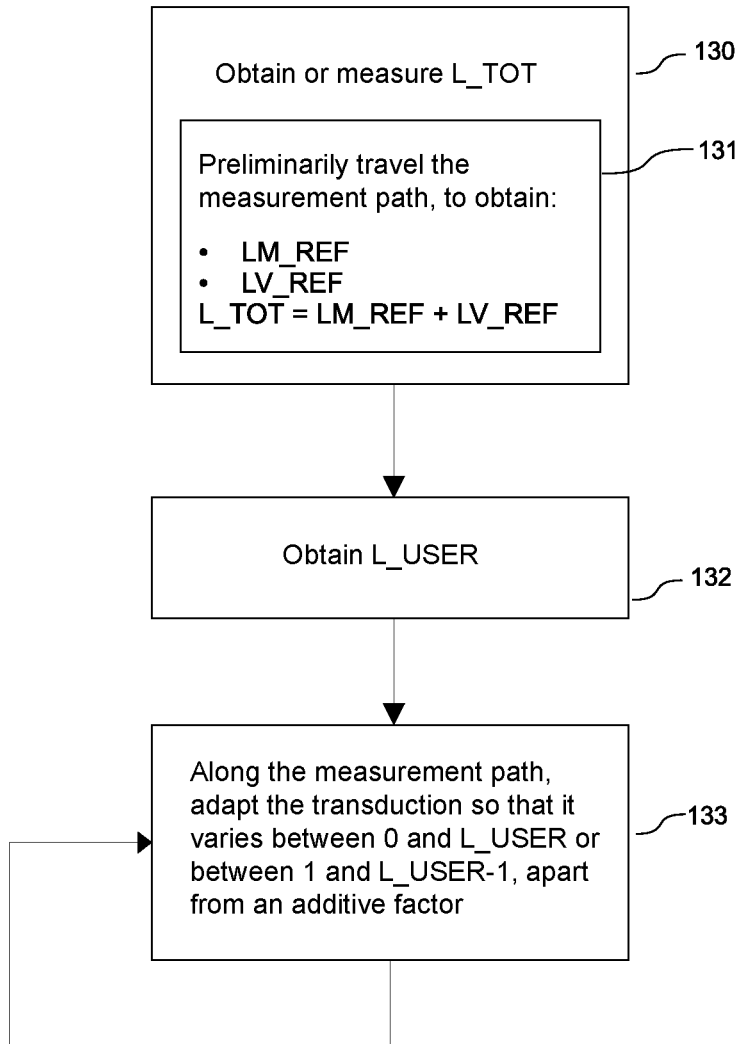 Obtain or measure L_TOT
130
Preliminarily travel the
measurement path, to obtain:
131
• LM_REF
• LV_REF
L_TOT = LM_REF + LV_REF
Obtain L_USER
132
Along the measurement path,
adapt the transduction so that it
varies between 0 and L_USER or
between 1 and L_USER-1, apart
from an additive factor
133